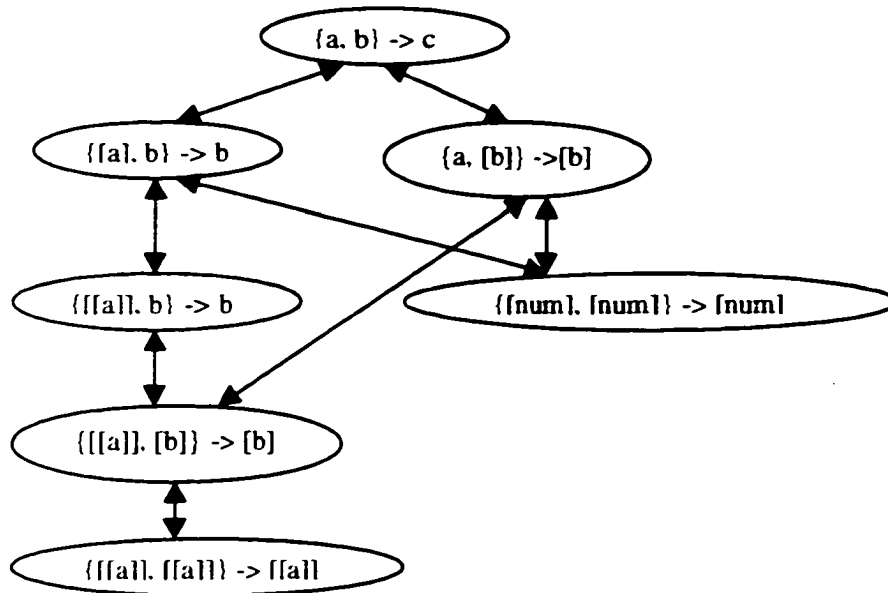 {a, b} -> c
{[a], b} -> b
{a, [b]} ->[b]
{[[a]], b} -> b
{[num], [num]} -> [num]
{[[a]], [b]} -> [b]
{[[a]], [[a]]} -> [[a]]